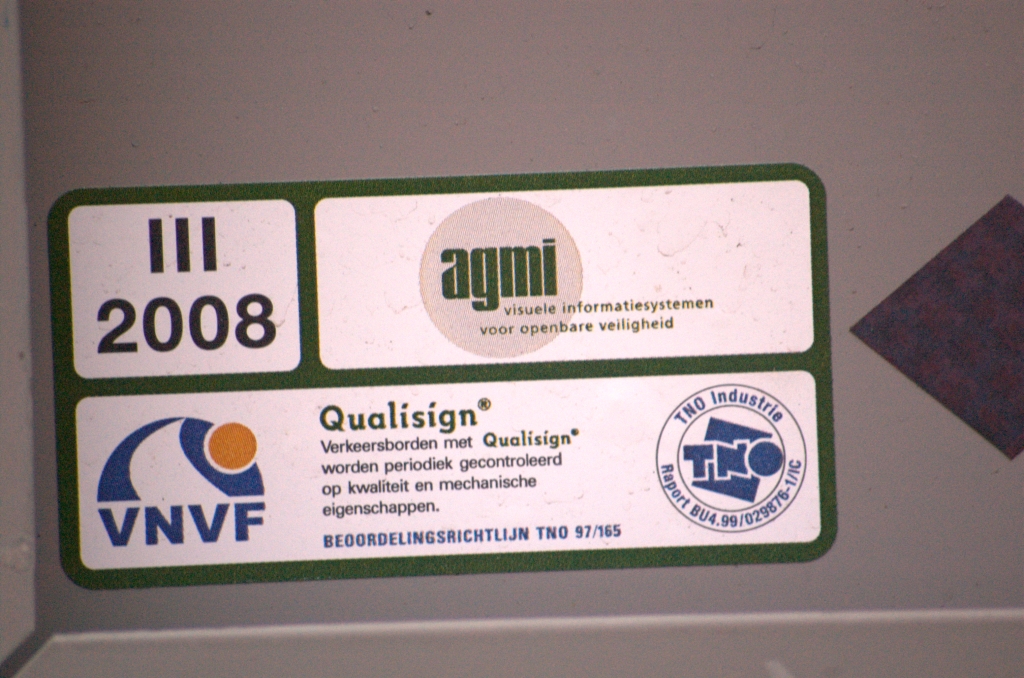 III
2008
agmi
visuele informatiesystemen
voor openbare veiligheid
VNVF
Qualisign®
Verkeersborden met Qualisign®
worden periodiek gecontroleerd
op kwaliteit en mechanische
eigenschappen.
BEOORDELINGSRICHTLIJN TNO 97/165
TNO Industrie
TNO
Raport BU4.99/029876-1/IC